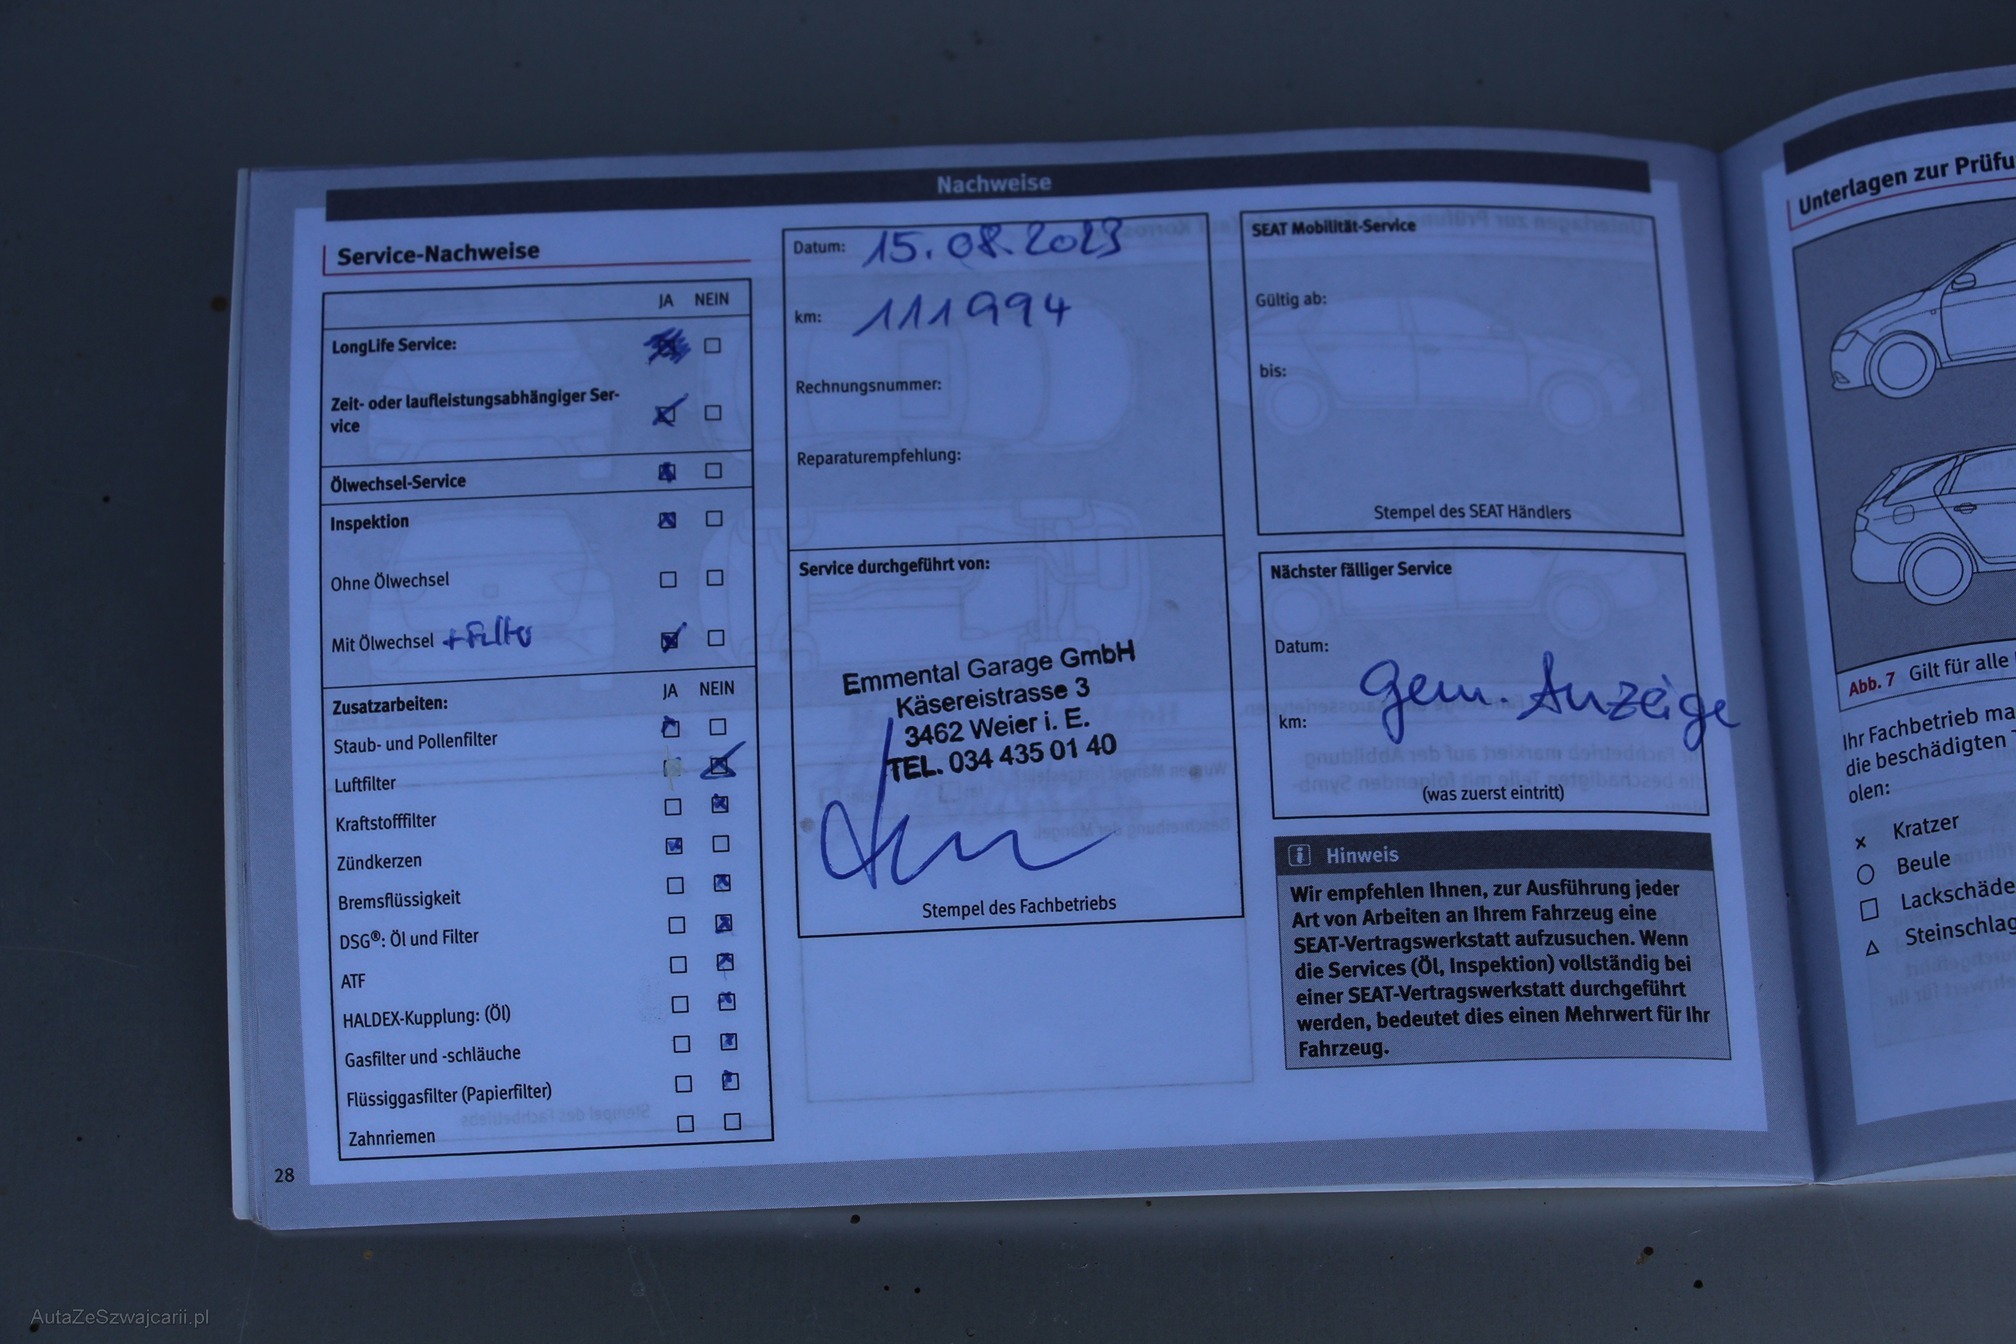 Nachweise
Service-Nachweise
JA NEIN
LongLife Service:
Zeit- oder laufleistungsabhängiger Ser-
vice
Ölwechsel-Service
Inspektion
Ohne Ölwechsel
Mit Ölwechsel + Filter
Zusatzarbeiten: JA NEIN
Staub- und Pollenfilter
Luftfilter
Kraftstofffilter
Zündkerzen
Bremsflüssigkeit
DSG®: Öl und Filter
ATF
HALDEX-Kupplung: (Öl)
Gasfilter und -schläuche
Flüssiggasfilter (Papierfilter)
Zahnriemen
28
Datum: 15.08.2023
km: 111994
Rechnungsnummer:
Reparaturempfehlung:
Service durchgeführt von:
Emmental Garage GmbH
Käsereistrasse 3
3462 Weier i. E.
TEL. 034 435 01 40
Stempel des Fachbetriebs
SEAT Mobilität-Service
Gültig ab:
bis:
Stempel des SEAT Händlers
Nächster fälliger Service
Datum:
gem. Anzeige
km:
(was zuerst eintritt)
i Hinweis
Wir empfehlen Ihnen, zur Ausführung jeder
Art von Arbeiten an Ihrem Fahrzeug eine
SEAT-Vertragswerkstatt aufzusuchen. Wenn
die Services (Öl, Inspektion) vollständig bei
einer SEAT-Vertragswerkstatt durchgeführt
werden, bedeutet dies einen Mehrwert für Ihr
Fahrzeug.
Unterlagen zur Prüfu
Abb. 7 Gilt für alle
Ihr Fachbetrieb ma
die beschädigten
olen:
Kratzer
Beule
Lackschäde
Steinschlag
AutaZeSzwajcarii.pl